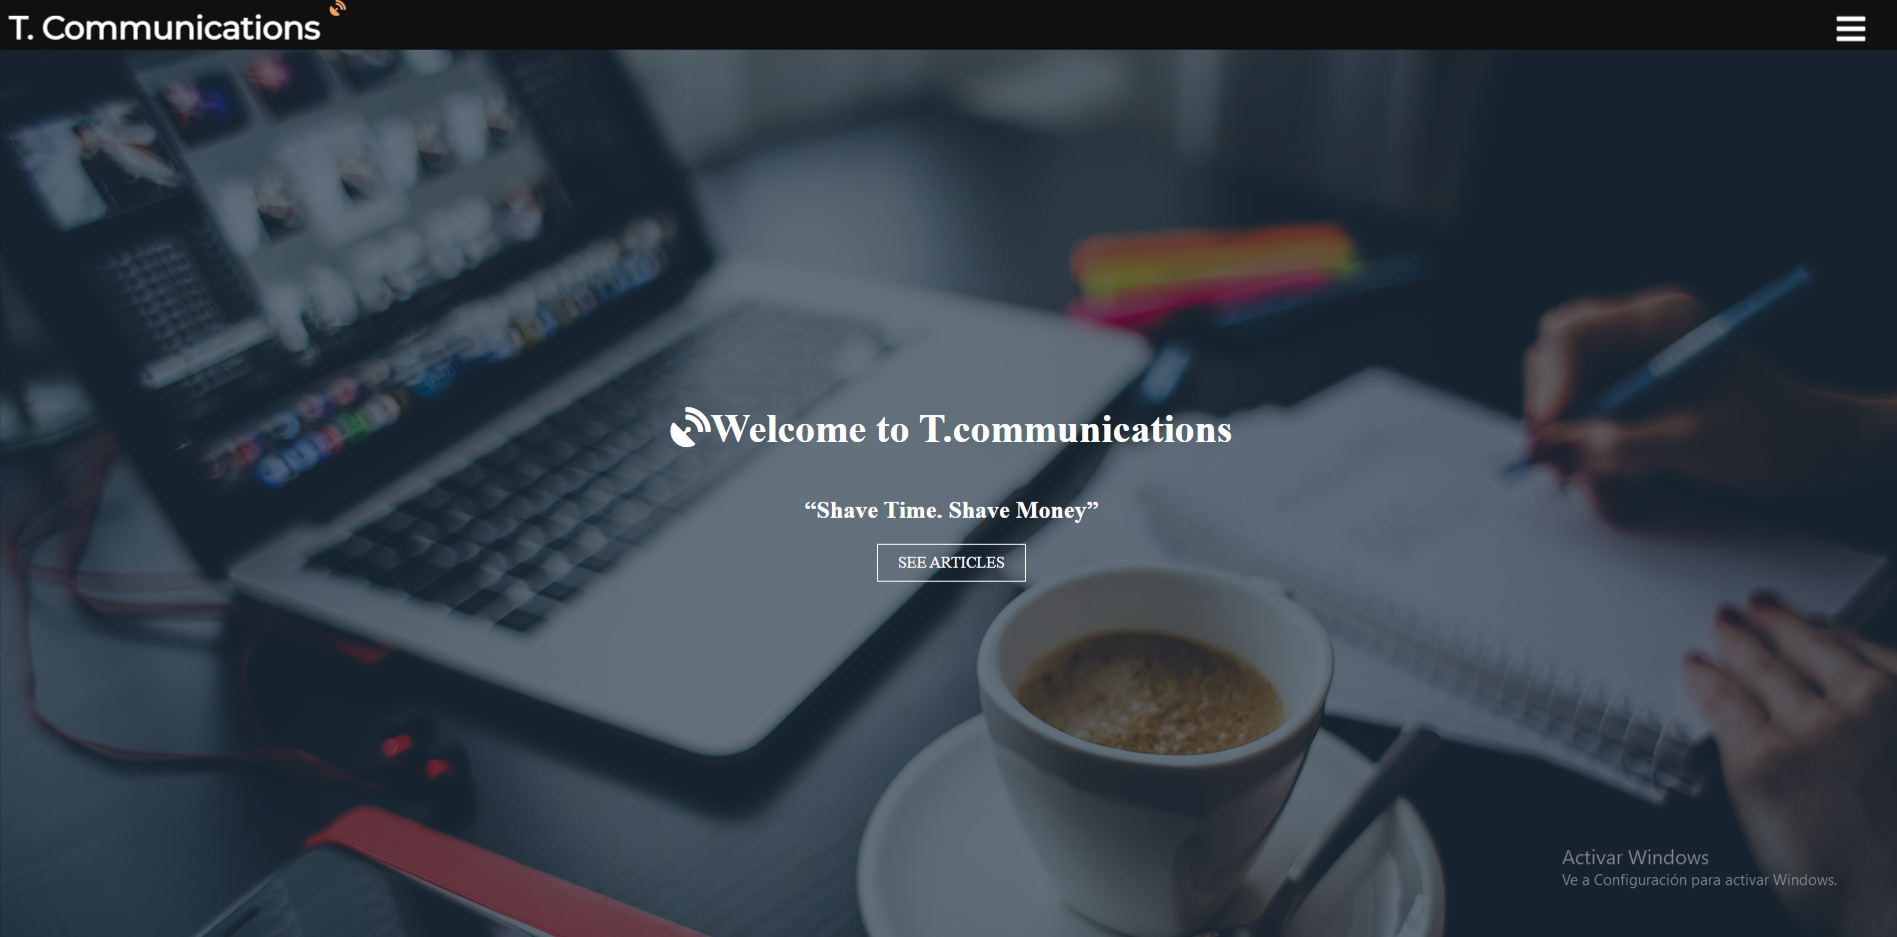 T. Communications
Welcome to T.communications
“Shave Time. Shave Money”
SEE ARTICLES
Activar Windows
Ve a Configuración para activar Windows.